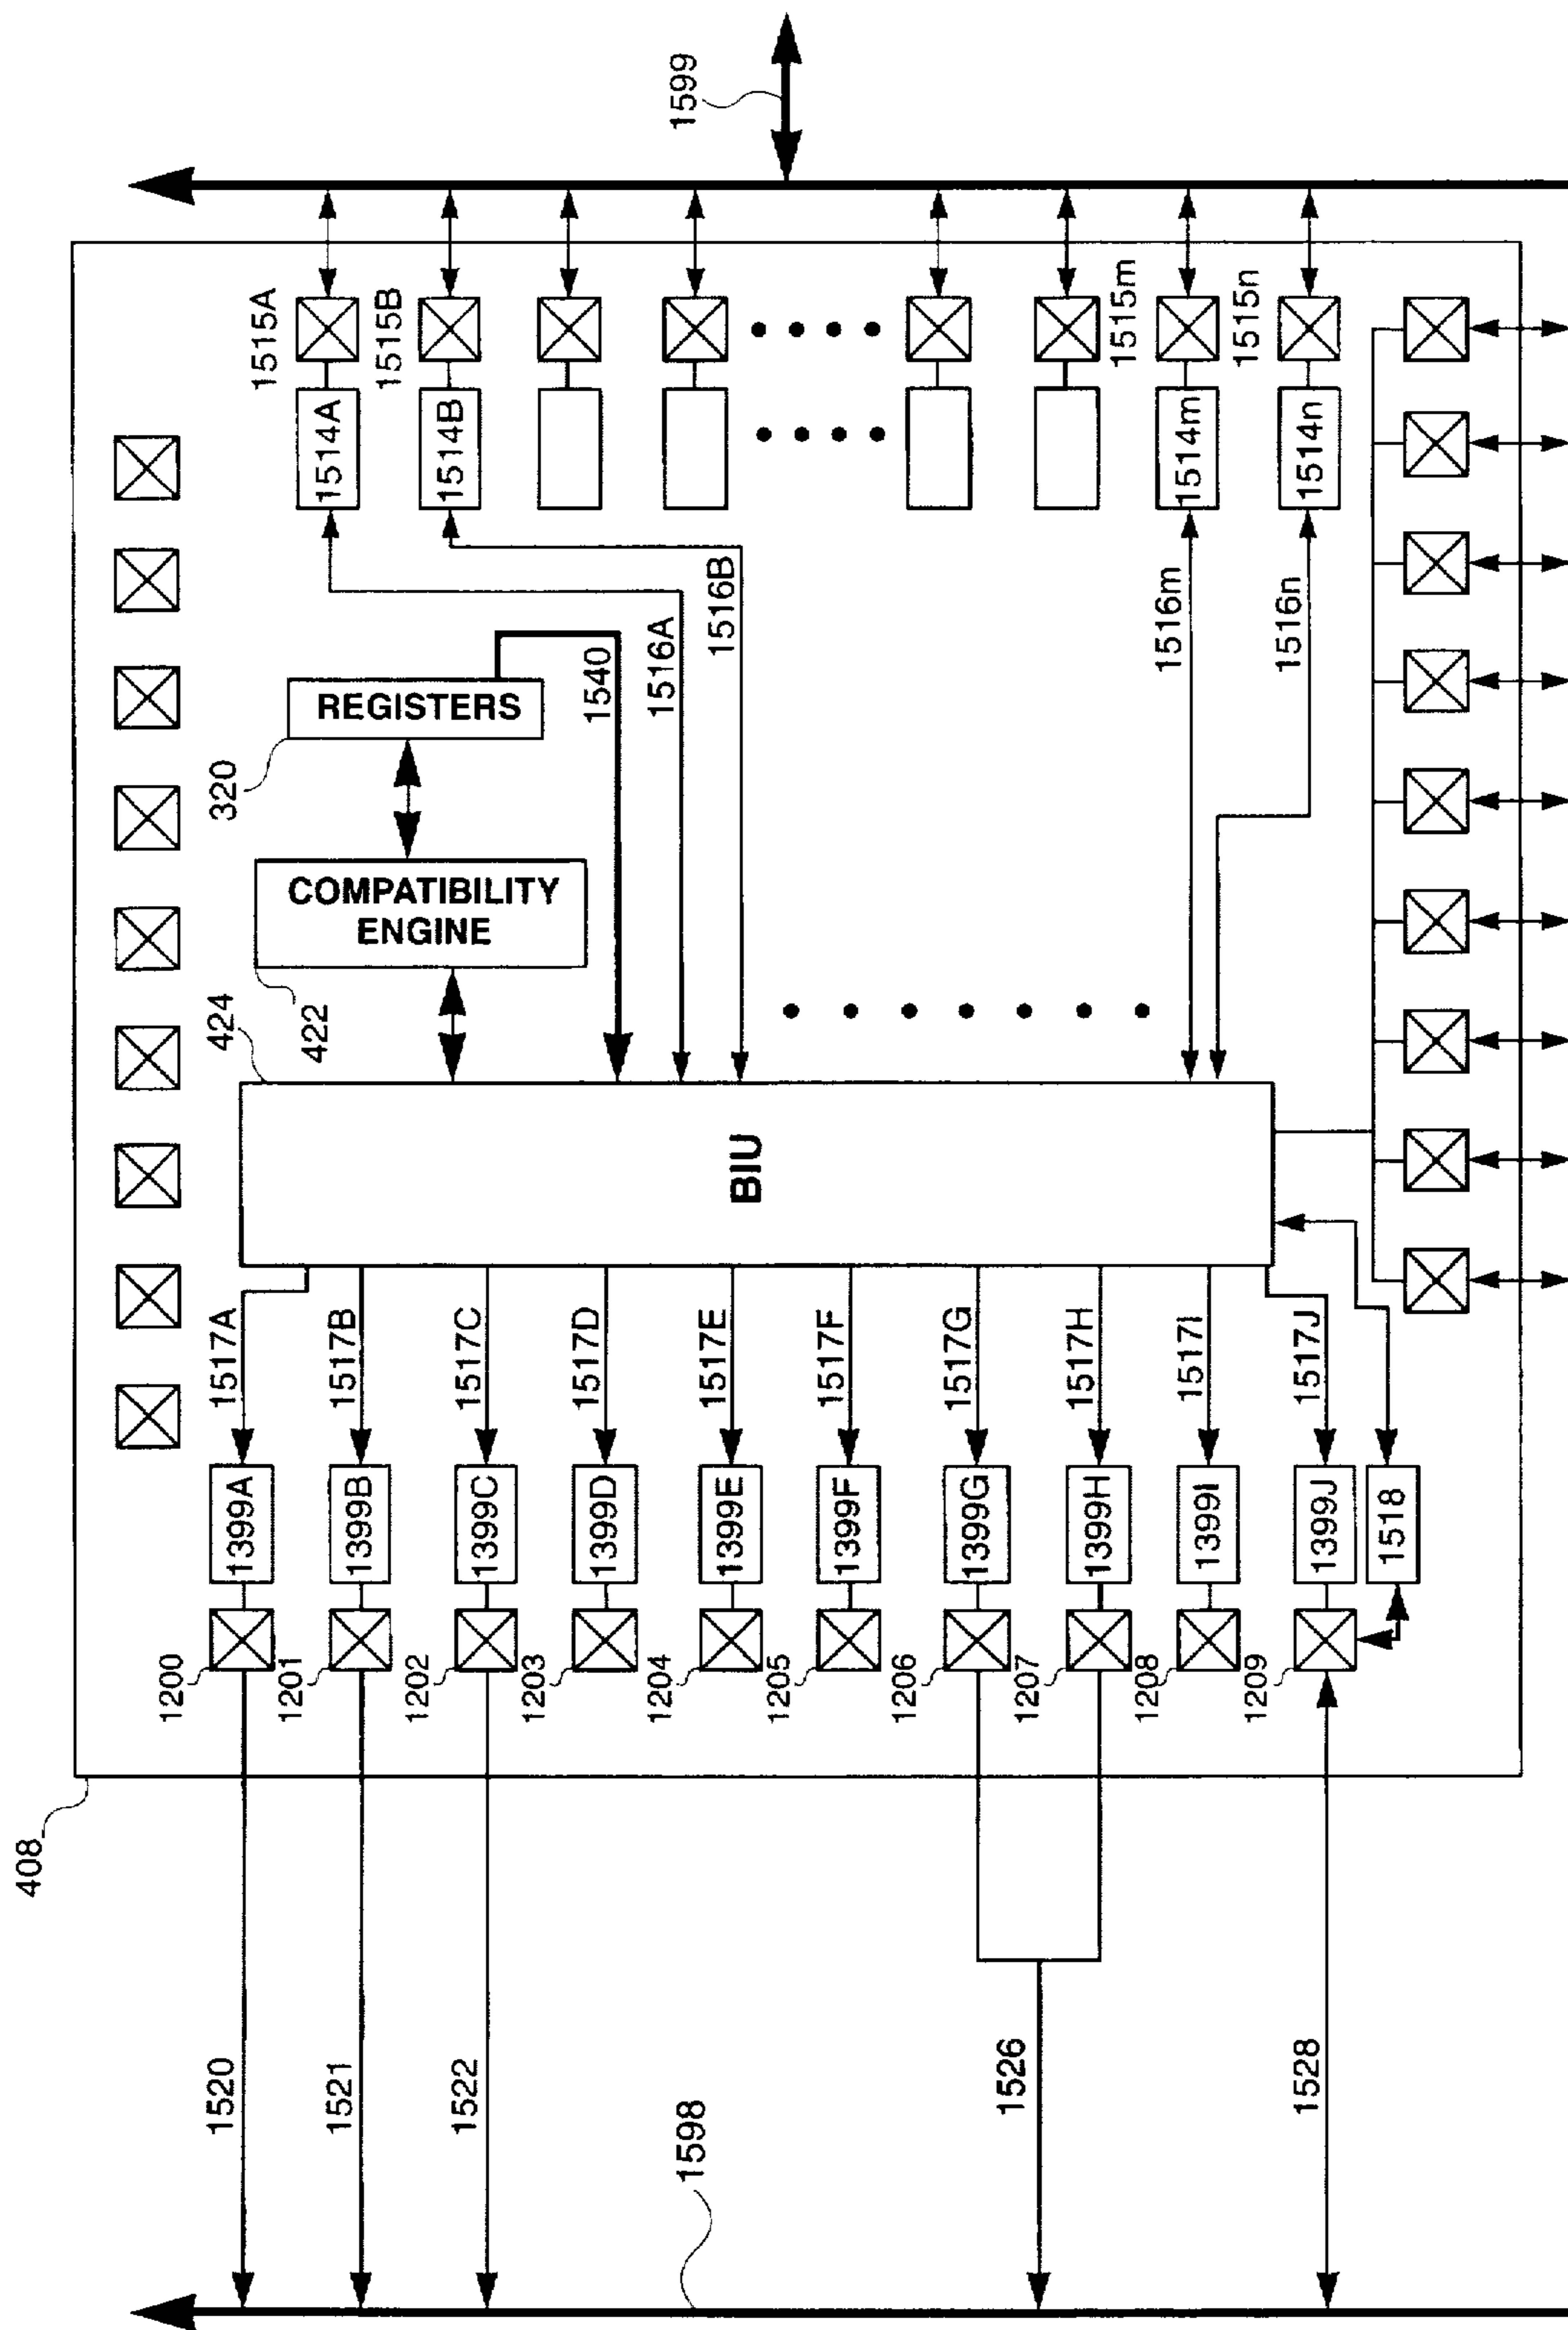 1599
1515A
1515B
1515m
1515n
1514A
1514B
1514m
1514n
1516A
1516B
1516m
1516n
1540
REGISTERS
320
COMPATIBILITY
ENGINE
422
424
BIU
1517A
1517B
1517C
1517D
1517E
1517F
1517G
1517H
1517I
1517J
1399A
1399B
1399C
1399D
1399E
1399F
1399G
1399H
1399I
1399J
1518
1200
1201
1202
1203
1204
1205
1206
1207
1208
1209
408
1520
1521
1522
1526
1528
1598